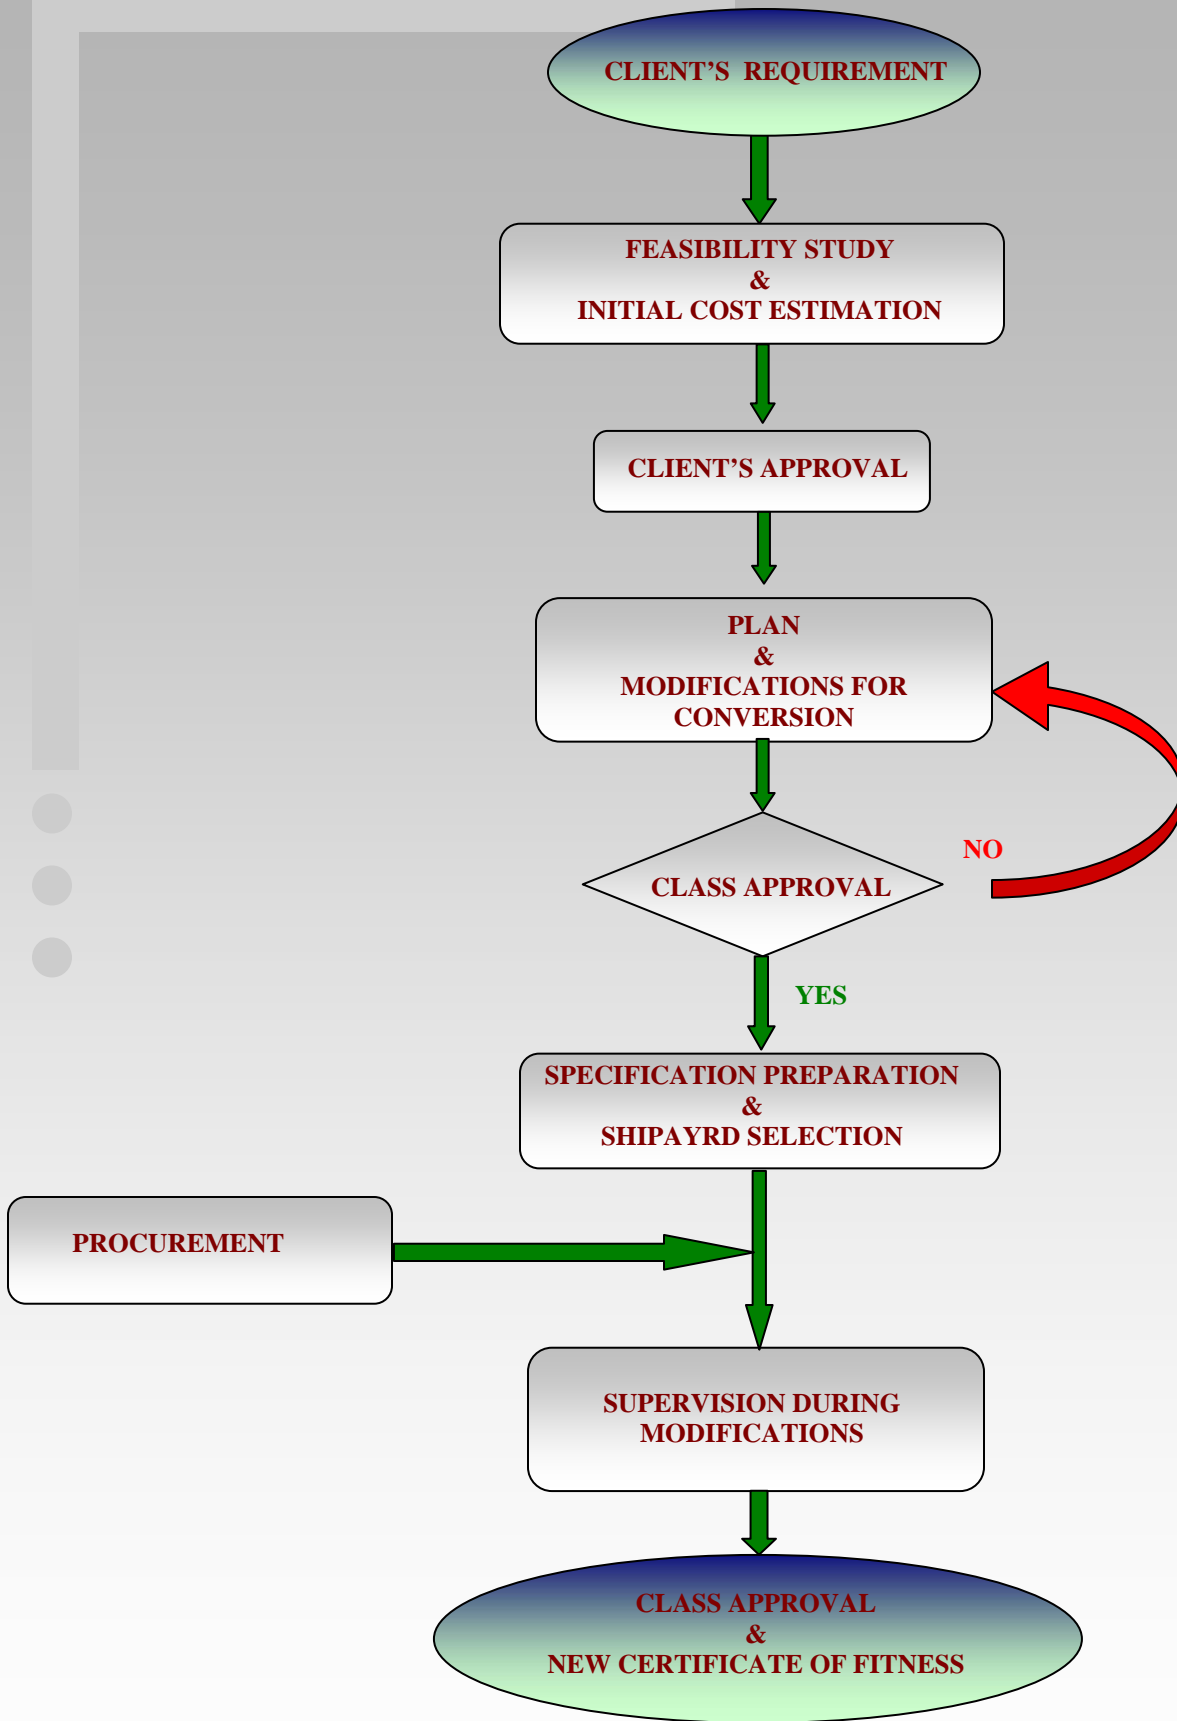 CLIENT’S  REQUIREMENT
FEASIBILITY STUDY
&
INITIAL COST ESTIMATION
CLIENT’S APPROVAL
PLAN
&
MODIFICATIONS FOR
CONVERSION
CLASS APPROVAL
NO
YES
SPECIFICATION PREPARATION
&
SHIPAYRD SELECTION
PROCUREMENT
SUPERVISION DURING
MODIFICATIONS
CLASS APPROVAL
&
NEW CERTIFICATE OF FITNESS